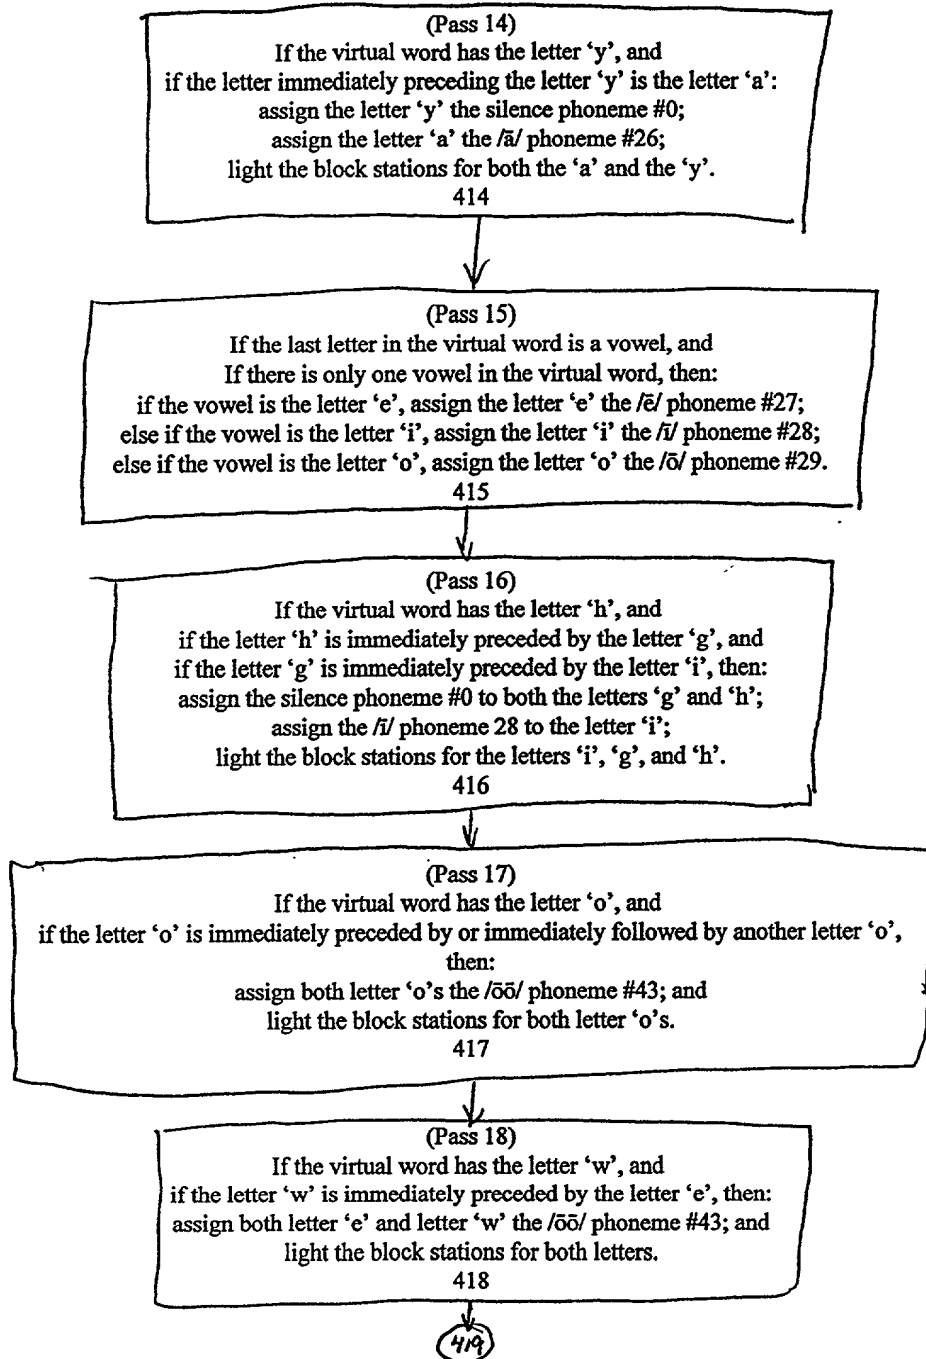 (Pass 14)
If the virtual word has the letter ‘y’, and
if the letter immediately preceding the letter ‘y’ is the letter ‘a’:
assign the letter ‘y’ the silence phoneme #0;
assign the letter ‘a’ the /ā/ phoneme #26;
light the block stations for both the ‘a’ and the ‘y’.
414
(Pass 15)
If the last letter in the virtual word is a vowel, and
If there is only one vowel in the virtual word, then:
if the vowel is the letter ‘e’, assign the letter ‘e’ the /ē/ phoneme #27;
else if the vowel is the letter ‘i’, assign the letter ‘i’ the /ī/ phoneme #28;
else if the vowel is the letter ‘o’, assign the letter ‘o’ the /ō/ phoneme #29.
415
(Pass 16)
If the virtual word has the letter ‘h’, and
if the letter ‘h’ is immediately preceded by the letter ‘g’, and
if the letter ‘g’ is immediately preceded by the letter ‘i’, then:
assign the silence phoneme #0 to both the letters ‘g’ and ‘h’;
assign the /ī/ phoneme 28 to the letter ‘i’;
light the block stations for the letters ‘i’, ‘g’, and ‘h’.
416
(Pass 17)
If the virtual word has the letter ‘o’, and
if the letter ‘o’ is immediately preceded by or immediately followed by another letter ‘o’,
then:
assign both letter ‘o’s the /ōō/ phoneme #43; and
light the block stations for both letter ‘o’s.
417
(Pass 18)
If the virtual word has the letter ‘w’, and
if the letter ‘w’ is immediately preceded by the letter ‘e’, then:
assign both letter ‘e’ and letter ‘w’ the /ōō/ phoneme #43; and
light the block stations for both letters.
418
419